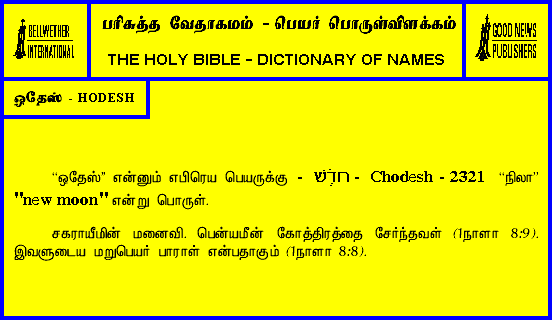 BELLWETHER
INTERNATIONAL
பரிசுத்த வேதாகமம் - பெயர் பொருள்விளக்கம்
THE HOLY BIBLE - DICTIONARY OF NAMES
GOOD NEWS
PUBLISHERS
ஒதேஸ் - HODESH
“ஒதேஸ்” என்னும் எபிரெய பெயருக்கு - חֹדֶשׁ - Chodesh - 2321 “நிலா”
"new moon" என்று பொருள்.
சகராயீமின் மனைவி. பென்யமீன் கோத்திரத்தை சேர்ந்தவள் (1நாளா 8:9).
இவளுடைய மறுபெயர் பாராள் என்பதாகும் (1நாளா 8:8).